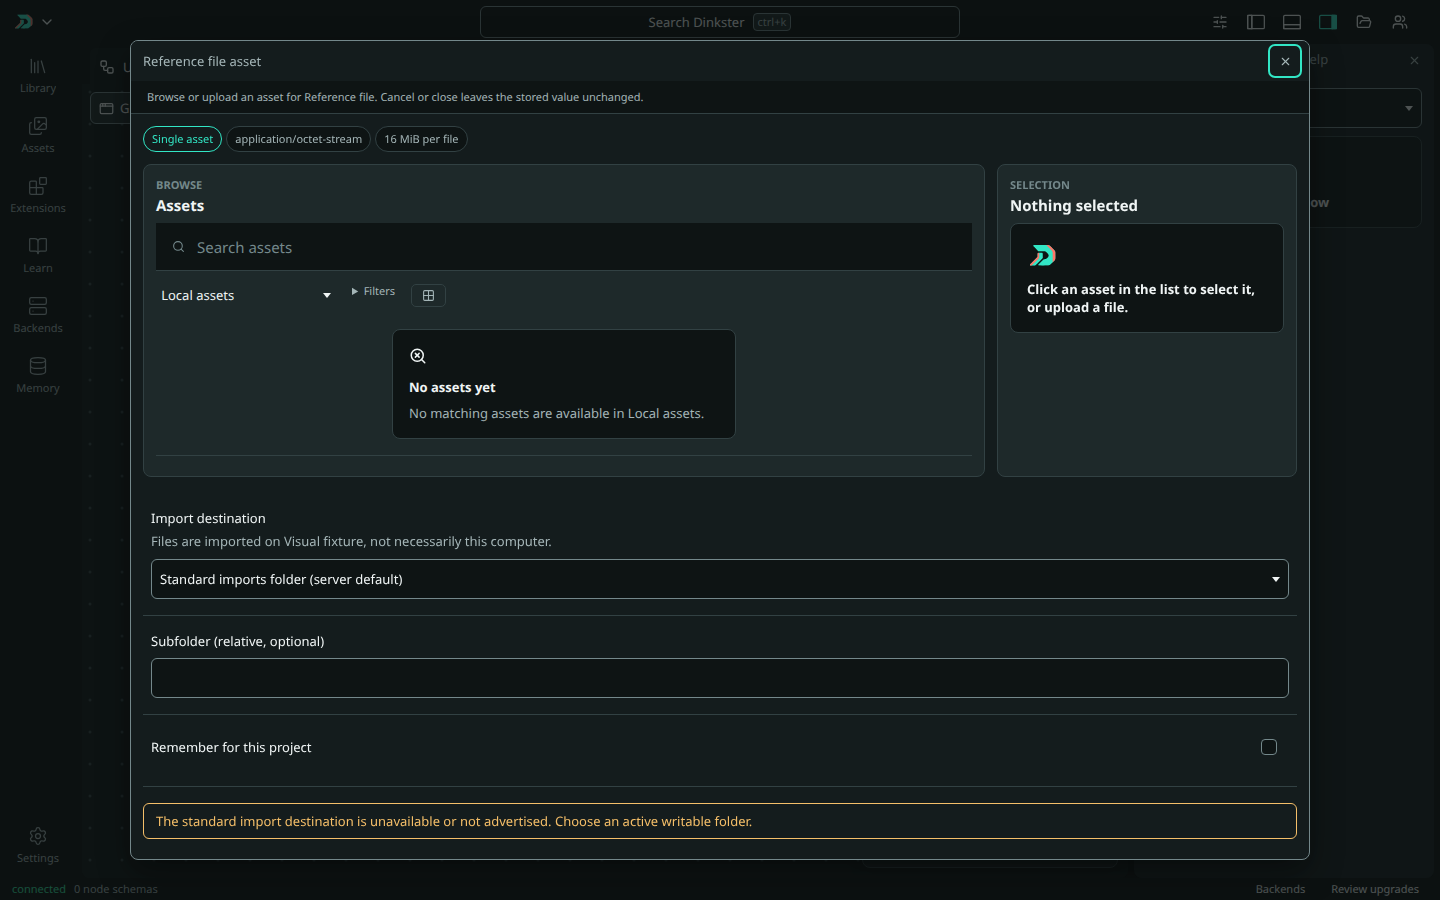 Search Dinkster ctrl+k
Library
Assets
Extensions
Learn
Backends
Memory
Settings
Reference file asset
Browse or upload an asset for Reference file. Cancel or close leaves the stored value unchanged.
Single asset
application/octet-stream
16 MiB per file
BROWSE
Assets
Search assets
Local assets
Filters
No assets yet
No matching assets are available in Local assets.
SELECTION
Nothing selected
Click an asset in the list to select it,
or upload a file.
Import destination
Files are imported on Visual fixture, not necessarily this computer.
Standard imports folder (server default)
Subfolder (relative, optional)
Remember for this project
The standard import destination is unavailable or not advertised. Choose an active writable folder.
connected 0 node schemas
Backends
Review upgrades